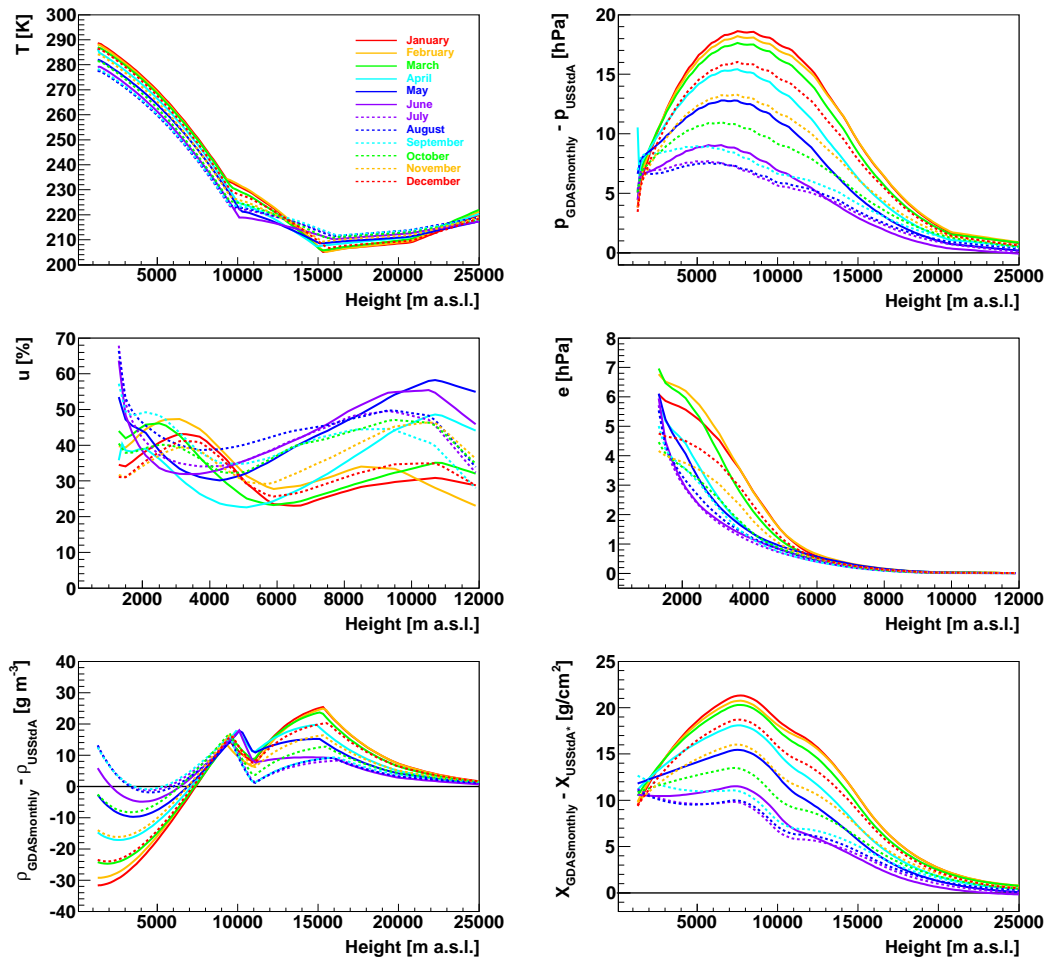 T [K]
300
290
280
270
260
250
240
230
220
210
200
5000 10000 15000 20000 25000
Height [m a.s.l.]
January
February
March
April
May
June
July
August
September
October
November
December
p_GDASmonthly - p_USStdA [hPa]
20
15
10
5
0
5000 10000 15000 20000 25000
Height [m a.s.l.]
u [%]
70
60
50
40
30
20
10
0
2000 4000 6000 8000 10000 12000
Height [m a.s.l.]
e [hPa]
8
7
6
5
4
3
2
1
0
2000 4000 6000 8000 10000 12000
Height [m a.s.l.]
ρ_GDASmonthly - ρ_USStdA [g m^-3]
40
30
20
10
0
-10
-20
-30
-40
5000 10000 15000 20000 25000
Height [m a.s.l.]
X_GDASmonthly - X_USStdA* [g/cm²]
25
20
15
10
5
0
5000 10000 15000 20000 25000
Height [m a.s.l.]